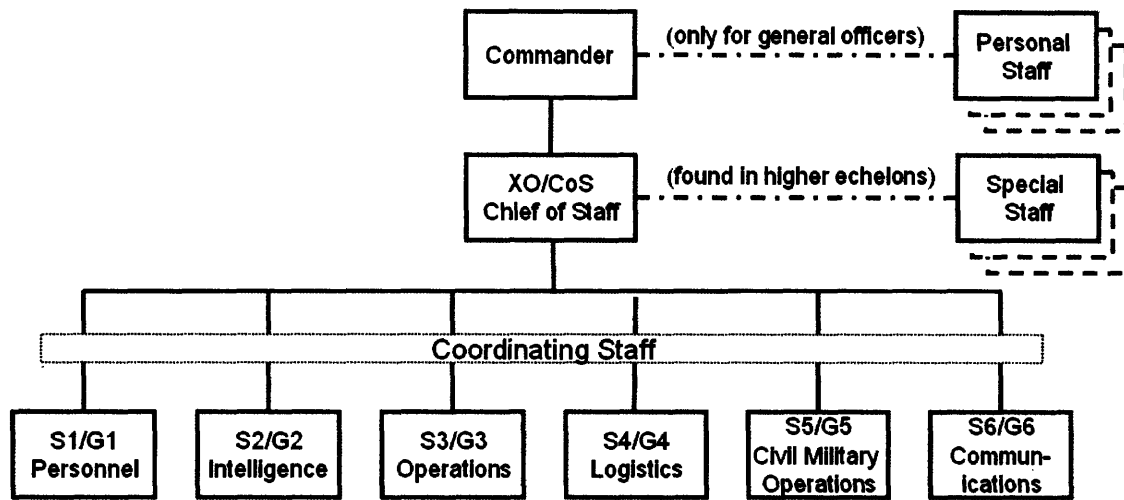 Commander
(only for general officers)
Personal
Staff
XO/CoS
Chief of Staff
(found in higher echelons)
Special
Staff
Coordinating Staff
S1/G1
Personnel
S2/G2
Intelligence
S3/G3
Operations
S4/G4
Logistics
S5/G5
Civil Military
Operations
S6/G6
Commun-
ications